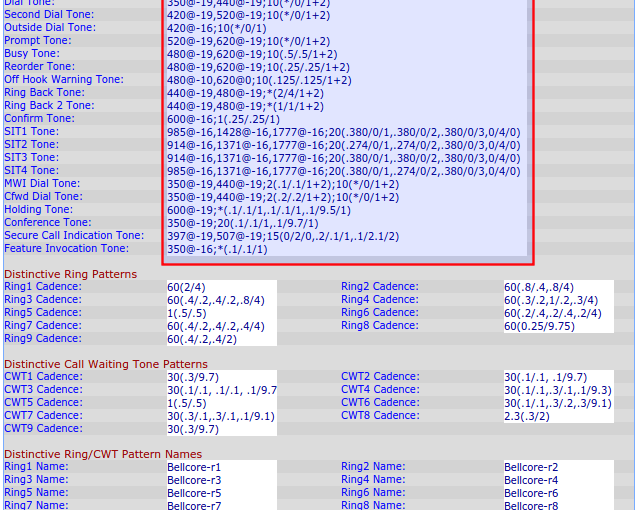 Dial Tone: 350@-19,440@-19;10(*/0/1+2)
Second Dial Tone: 420@-19,520@-19;10(*/0/1+2)
Outside Dial Tone: 420@-16;10(*/0/1)
Prompt Tone: 520@-19,620@-19;10(*/0/1+2)
Busy Tone: 480@-19,620@-19;10(.5/.5/1+2)
Reorder Tone: 480@-19,620@-19;10(.25/.25/1+2)
Off Hook Warning Tone: 480@-10,620@0;10(.125/.125/1+2)
Ring Back Tone: 440@-19,480@-19;*(2/4/1+2)
Ring Back 2 Tone: 440@-19,480@-19;*(1/1/1+2)
Confirm Tone: 600@-16;1(.25/.25/1)
SIT1 Tone: 985@-16,1428@-16,1777@-16;20(.380/0/1,.380/0/2,.380/0/3,0/4/0)
SIT2 Tone: 914@-16,1371@-16,1777@-16;20(.274/0/1,.274/0/2,.380/0/3,0/4/0)
SIT3 Tone: 914@-16,1371@-16,1777@-16;20(.380/0/1,.380/0/2,.380/0/3,0/4/0)
SIT4 Tone: 985@-16,1371@-16,1777@-16;20(.380/0/1,.274/0/2,.380/0/3,0/4/0)
MWI Dial Tone: 350@-19,440@-19;2(.1/.1/1+2);10(*/0/1+2)
Cfwd Dial Tone: 350@-19,440@-19;2(.2/.2/1+2);10(*/0/1+2)
Holding Tone: 600@-19;*(.1/.1/1,.1/.1/1,.1/9.5/1)
Conference Tone: 350@-19;20(.1/.1/1,.1/9.7/1)
Secure Call Indication Tone: 397@-19,507@-19;15(0/2/0,.2/.1/1,.1/2.1/2)
Feature Invocation Tone: 350@-16;*(.1/.1/1)
Distinctive Ring Patterns
Ring1 Cadence: 60(2/4) Ring2 Cadence: 60(.8/.4,.8/4)
Ring3 Cadence: 60(.4/.2,.4/.2,.8/4) Ring4 Cadence: 60(.3/.2,1/.2,.3/4)
Ring5 Cadence: 1(.5/.5) Ring6 Cadence: 60(.2/.4,.2/.4,.2/4)
Ring7 Cadence: 60(.4/.2,.4/.2,.4/4) Ring8 Cadence: 60(0.25/9.75)
Ring9 Cadence: 60(.4/.2,.4/2)
Distinctive Call Waiting Tone Patterns
CWT1 Cadence: 30(.3/9.7) CWT2 Cadence: 30(.1/.1, .1/9.7)
CWT3 Cadence: 30(.1/.1, .1/.1, .1/9.7 CWT4 Cadence: 30(.1/.1,.3/.1,.1/9.3)
CWT5 Cadence: 1(.5/.5) CWT6 Cadence: 30(.1/.1,.3/.2,.3/9.1)
CWT7 Cadence: 30(.3/.1,.3/.1,.1/9.1) CWT8 Cadence: 2.3(.3/2)
CWT9 Cadence: 30(.3/9.7)
Distinctive Ring/CWT Pattern Names
Ring1 Name: Bellcore-r1 Ring2 Name: Bellcore-r2
Ring3 Name: Bellcore-r3 Ring4 Name: Bellcore-r4
Ring5 Name: Bellcore-r5 Ring6 Name: Bellcore-r6
Ring7 Name: Bellcore-r7 Ring8 Name: Bellcore-r8